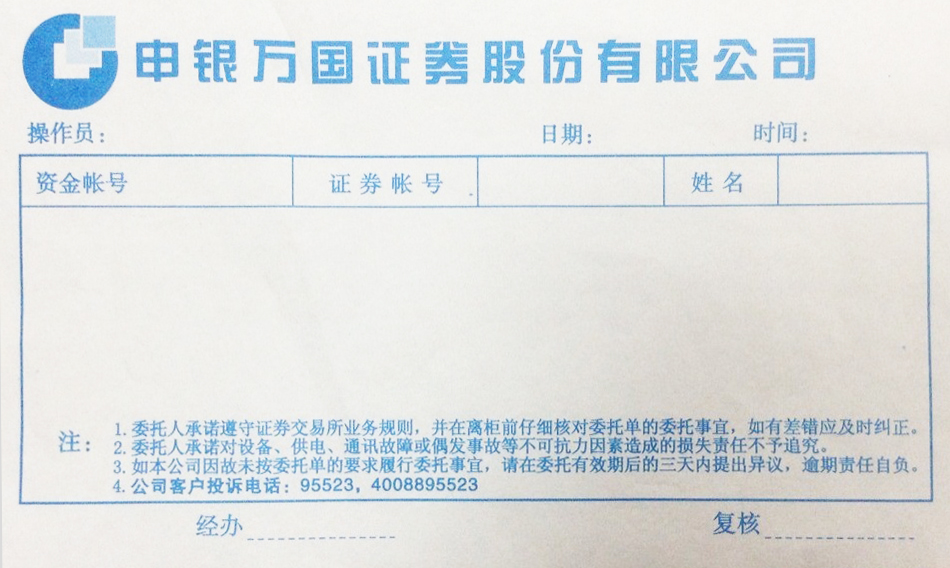 申银万国证券股份有限公司
操作员： 日期： 时间：
资金帐号 证券帐号 姓名
注：
1. 委托人承诺遵守证券交易所业务规则，并在离柜前仔细核对委托单的委托事宜，如有差错应及时纠正。
2. 委托人承诺对设备、供电、通讯故障或偶发事故等不可抗力因素造成的损失责任不予追究。
3. 如本公司因故未按委托单的要求履行委托事宜，请在委托有效期后的三天内提出异议，逾期责任自负。
4. 公司客户投诉电话：95523，4008895523
经办 复核